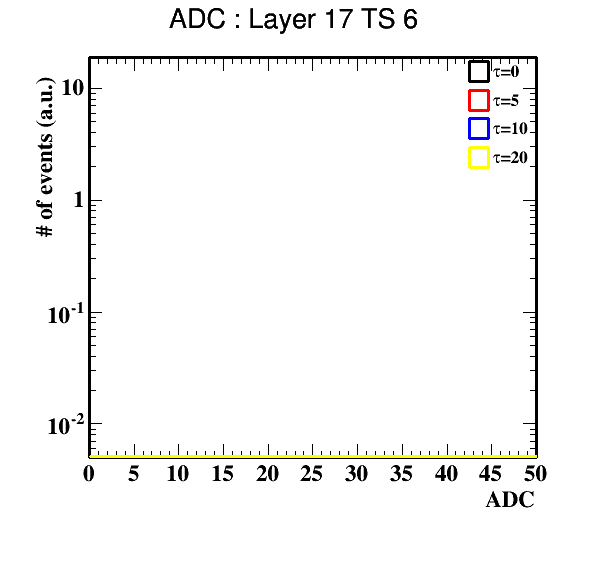 ADC : Layer 17 TS 6
# of events (a.u.)
10
1
10⁻¹
10⁻²
τ=0
τ=5
τ=10
τ=20
0 5 10 15 20 25 30 35 40 45 50
ADC